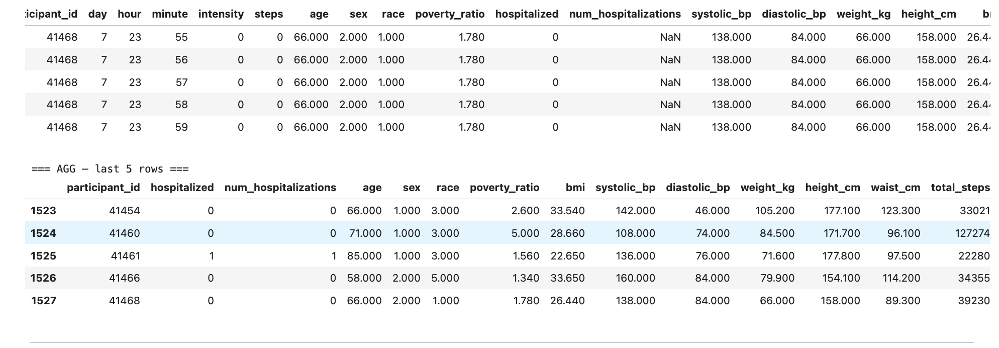 ticipant_id day hour minute intensity steps age sex race poverty_ratio hospitalized num_hospitalizations systolic_bp diastolic_bp weight_kg height_cm
41468 7 23 55 0 0 66.000 2.000 1.000 1.780 0 NaN 138.000 84.000 66.000 158.000 26.44
41468 7 23 56 0 0 66.000 2.000 1.000 1.780 0 NaN 138.000 84.000 66.000 158.000 26.44
41468 7 23 57 0 0 66.000 2.000 1.000 1.780 0 NaN 138.000 84.000 66.000 158.000 26.44
41468 7 23 58 0 0 66.000 2.000 1.000 1.780 0 NaN 138.000 84.000 66.000 158.000 26.44
41468 7 23 59 0 0 66.000 2.000 1.000 1.780 0 NaN 138.000 84.000 66.000 158.000 26.44
=== AGG — last 5 rows ===
participant_id hospitalized num_hospitalizations age sex race poverty_ratio bmi systolic_bp diastolic_bp weight_kg height_cm waist_cm total_steps
1523 41454 0 0 66.000 1.000 3.000 2.600 33.540 142.000 46.000 105.200 177.100 123.300 33021
1524 41460 0 0 71.000 1.000 3.000 5.000 28.660 108.000 74.000 84.500 171.700 96.100 127274
1525 41461 1 1 85.000 1.000 3.000 1.560 22.650 136.000 76.000 71.600 177.800 97.500 22280
1526 41466 0 0 58.000 2.000 5.000 1.340 33.650 160.000 84.000 79.900 154.100 114.200 34355
1527 41468 0 0 66.000 2.000 1.000 1.780 26.440 138.000 84.000 66.000 158.000 89.300 39230